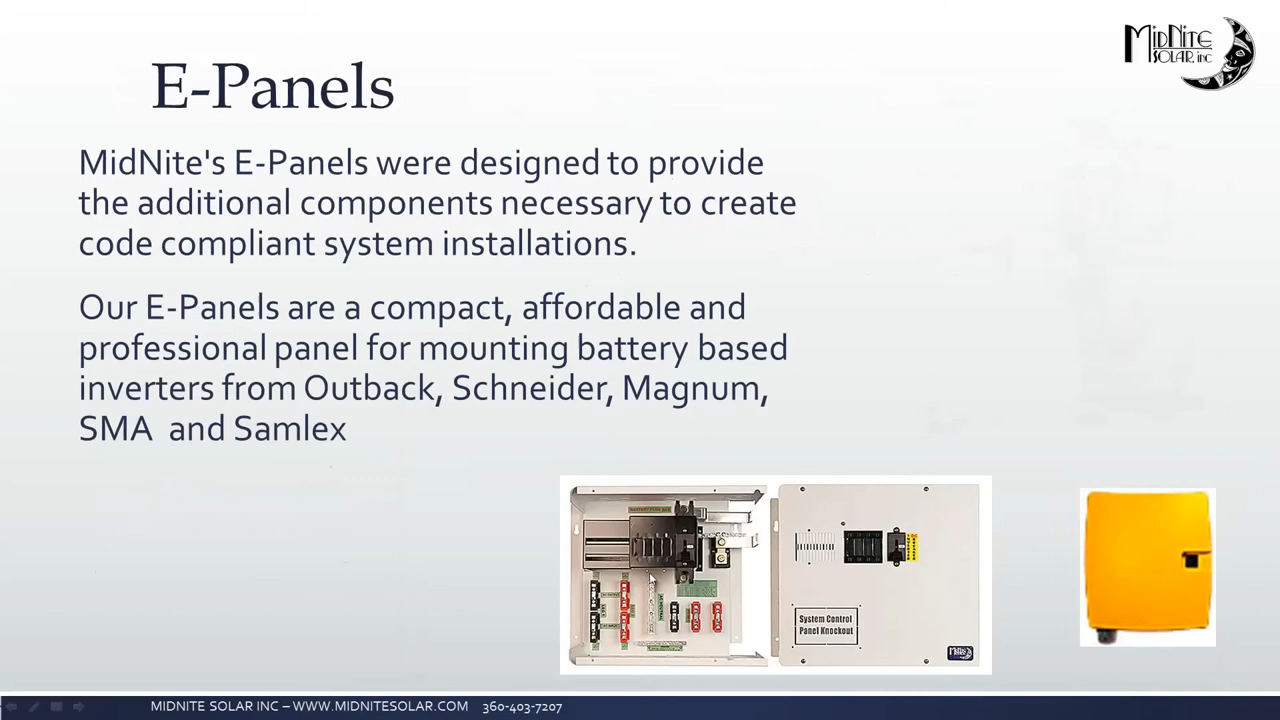 MIDNITE
SOLAR, INC
E-Panels
MidNite's E-Panels were designed to provide
the additional components necessary to create
code compliant system installations.
Our E-Panels are a compact, affordable and
professional panel for mounting battery based
inverters from Outback, Schneider, Magnum,
SMA and Samlex
System Control
Panel Knockout
MIDNITE SOLAR INC – WWW.MIDNITESOLAR.COM 360-403-7207